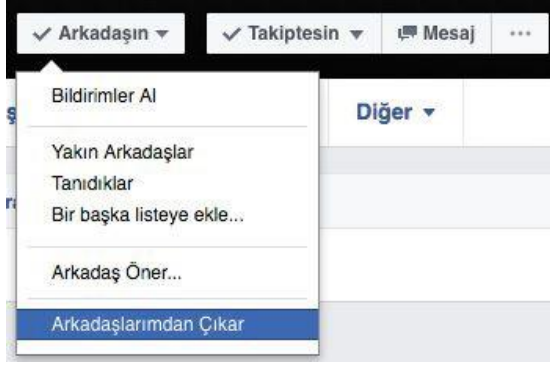 Arkadaşın
Takiptesin
Mesaj
...
Bildirimler Al
Diğer
Yakın Arkadaşlar
Tanıdıklar
Bir başka listeye ekle...
Arkadaş Öner...
Arkadaşlarımdan Çıkar